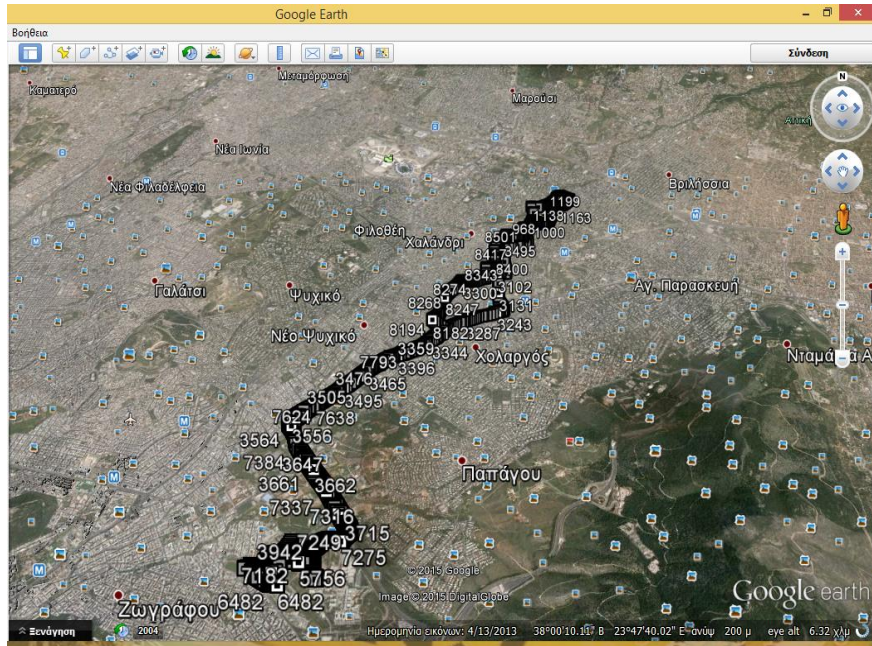 Google Earth
Βοήθεια
Σύνδεση
Καματερό
Μεταμόρφωση
Μαρούσι
N
Αττική
Νέα Ιωνία
Νέα Φιλαδέλφεια
Βριλήσσια
1199
1138 1163
Φιλοθέη
968 1000
8501
Χαλάνδρι
8417 3495
8343 8400
Γαλάτσι
Ψυχικό
8274 3300 3102
Αγ. Παρασκευή
8268 8247 3131
Νέο Ψυχικό
8194 8182 3287 3243
3359 3344 Χολαργός
7793 3396
3476 3465
3505 3495
7624 7638
3564 3556
7384 3647
Παπάγου
3661 3662
7337 7316
3715
3942 7249 7275
7182 5756
© 2015 Google
Image © 2015 DigitalGlobe
Google earth
Ζωγράφου 6482 6482
Ξενάγηση
2004
Ημερομηνία εικόνων: 4/13/2013 38°00'10.11" Β 23°47'40.02" Ε ανύψ 200 μ eye alt 6.32 χλμ